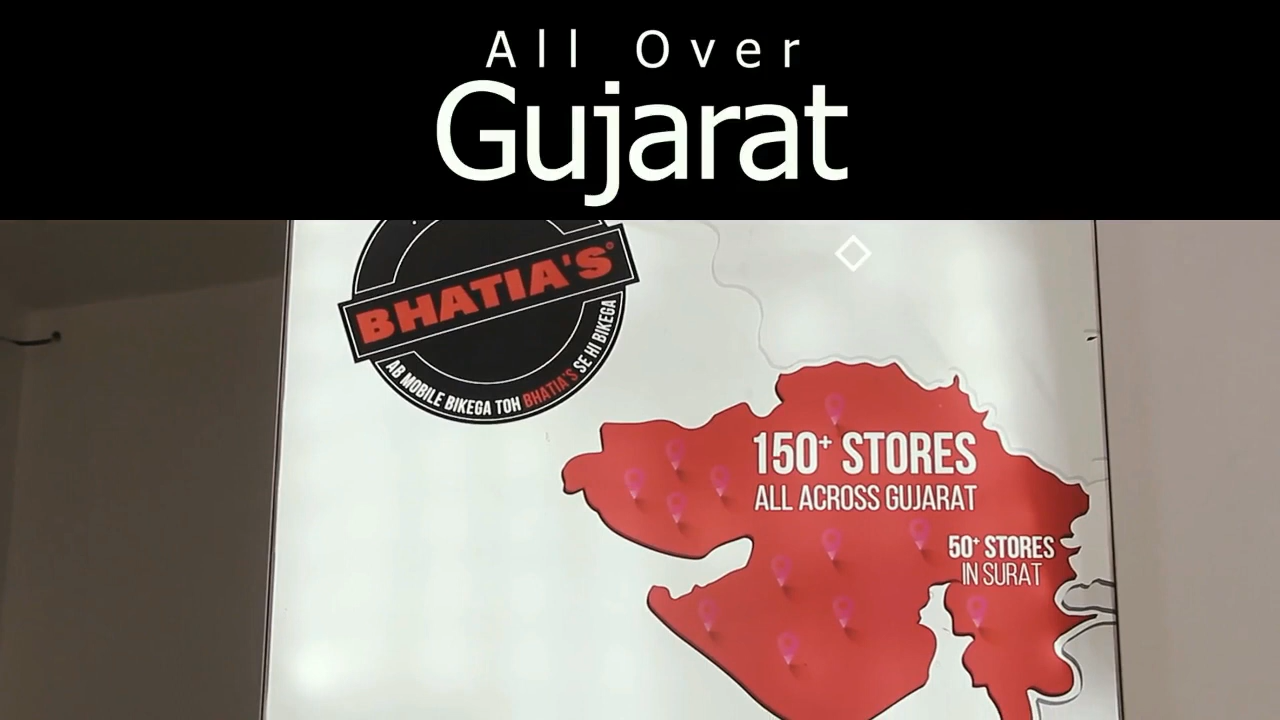 All Over
Gujarat
BHATIA'S
AB MOBILE BIKEGA TOH BHATIA'S SE HI BIKEGA
150+ STORES
ALL ACROSS GUJARAT
50+ STORES
IN SURAT